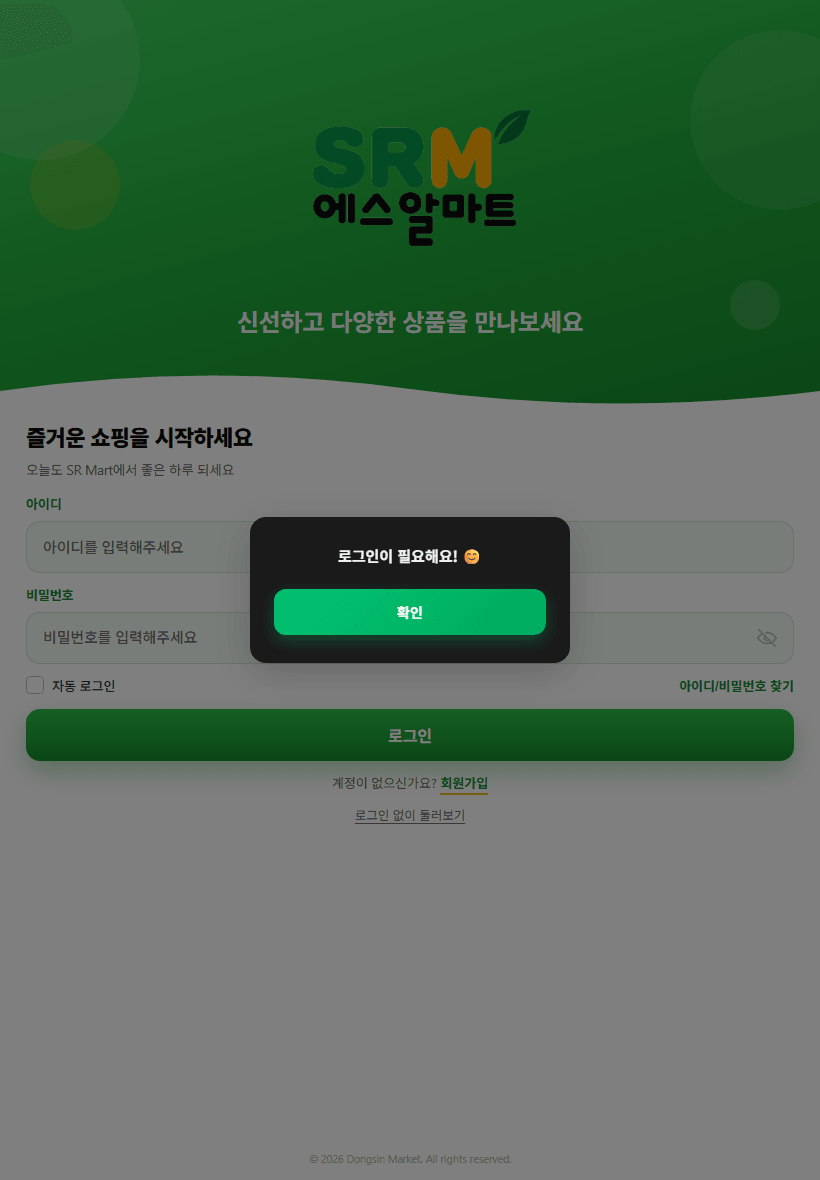 SRM
에스알마트
신선하고 다양한 상품을 만나보세요
즐거운 쇼핑을 시작하세요
오늘도 SR Mart에서 좋은 하루 되세요
아이디
아이디를 입력해주세요
로그인이 필요해요! 😊
확인
비밀번호
비밀번호를 입력해주세요
자동 로그인
아이디/비밀번호 찾기
로그인
계정이 없으신가요? 회원가입
로그인 없이 둘러보기
© 2026 Dongsin Market. All rights reserved.